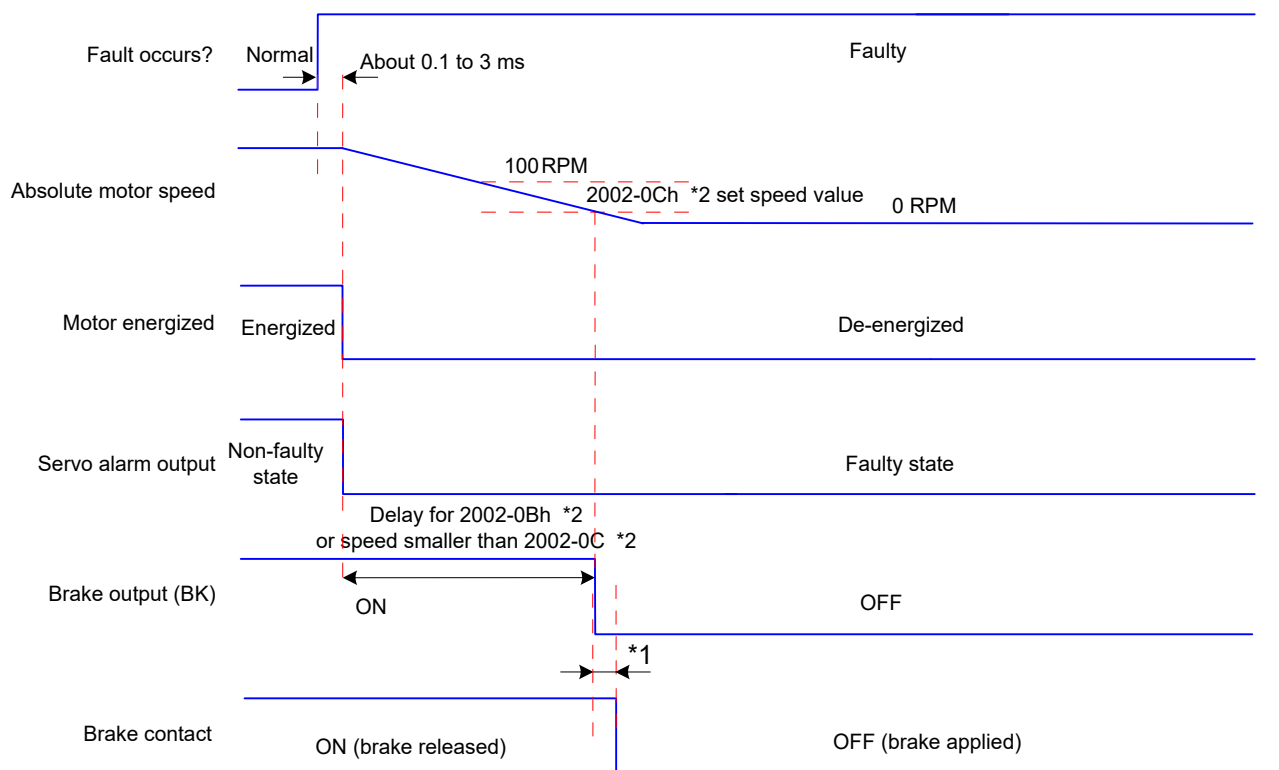 Fault occurs?
Normal
About 0.1 to 3 ms
Faulty
Absolute motor speed
100 RPM
2002-0Ch *2 set speed value
0 RPM
Motor energized
Energized
De-energized
Servo alarm output
Non-faulty
state
Faulty state
Delay for 2002-0Bh *2
or speed smaller than 2002-0C *2
Brake output (BK)
ON
OFF
*1
Brake contact
ON (brake released)
OFF (brake applied)